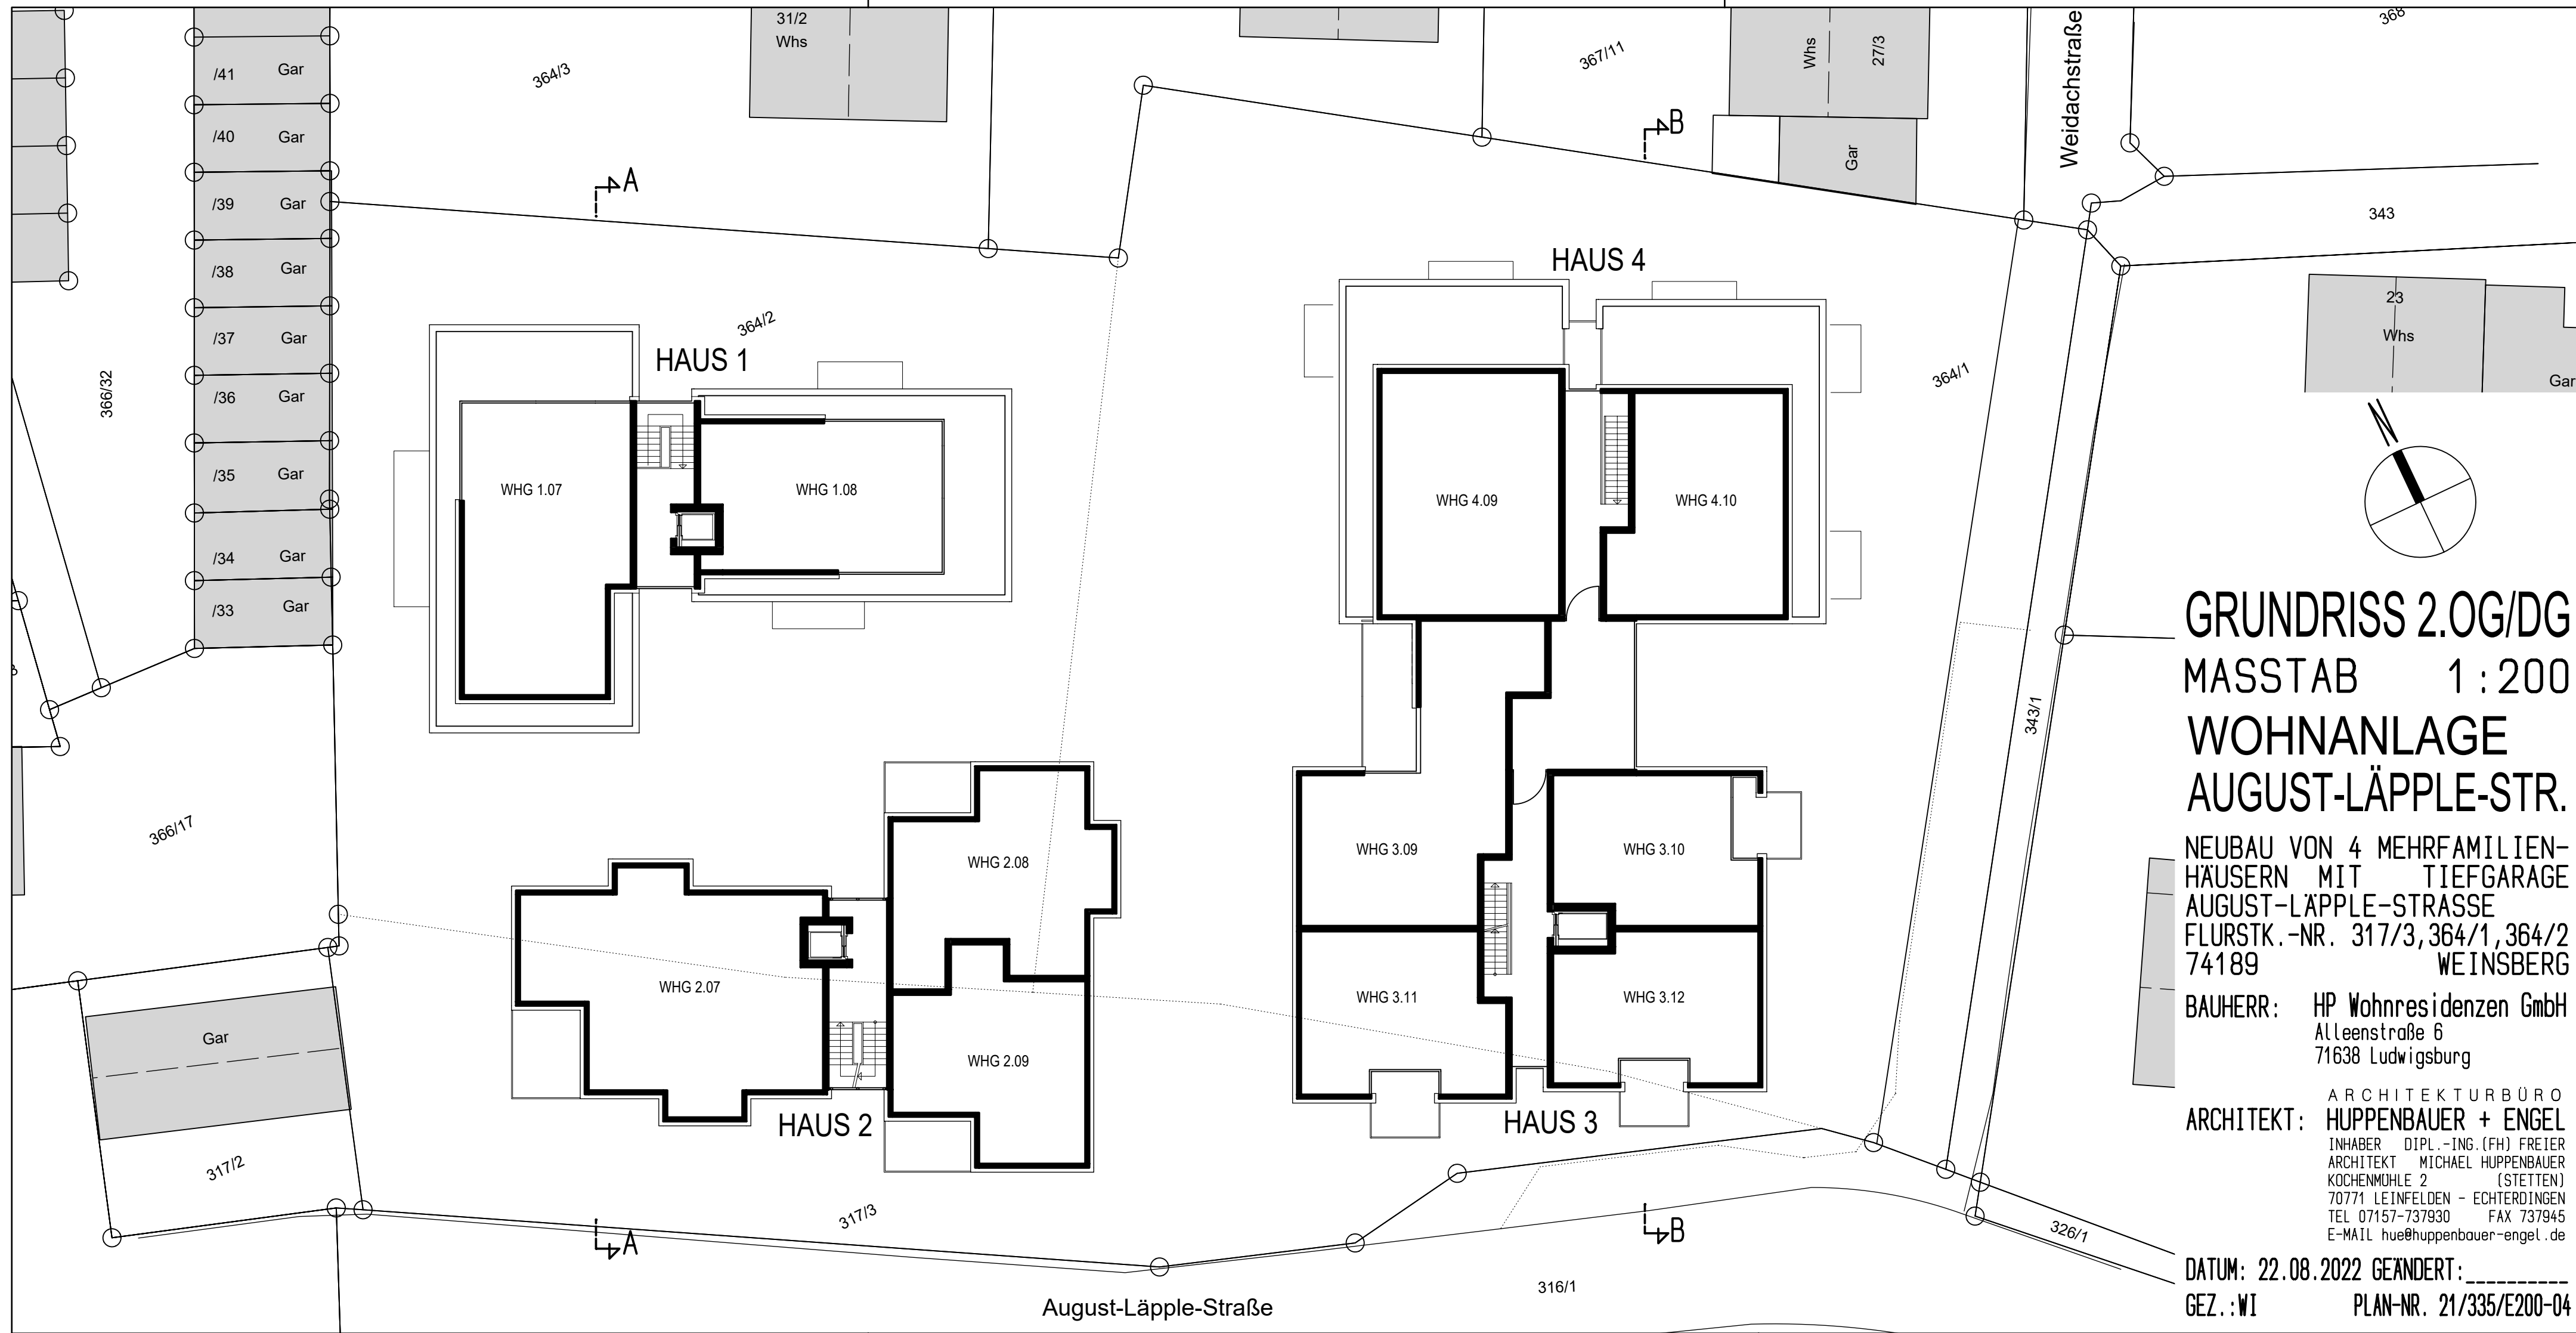 31/2
Whs
364/3
367/11
Whs
27/3
Gar
Weidachstraße
368
343
/41 Gar
/40 Gar
/39 Gar
/38 Gar
/37 Gar
/36 Gar
/35 Gar
/34 Gar
/33 Gar
366/32
A
B
HAUS 1
364/2
WHG 1.07
WHG 1.08
HAUS 4
WHG 4.09
WHG 4.10
364/1
343/1
23
Whs
Gar
N
366/17
Gar
317/2
WHG 2.07
WHG 2.08
WHG 2.09
HAUS 2
WHG 3.09
WHG 3.10
WHG 3.11
WHG 3.12
HAUS 3
317/3
A
B
316/1
326/1
August-Läpple-Straße
GRUNDRISS 2.OG/DG
MASSTAB 1:200
WOHNANLAGE
AUGUST-LÄPPLE-STR.
NEUBAU VON 4 MEHRFAMILIEN-
HÄUSERN MIT TIEFGARAGE
AUGUST-LÄPPLE-STRASSE
FLURSTK.-NR. 317/3,364/1,364/2
74189 WEINSBERG
BAUHERR: HP Wohnresidenzen GmbH
Alleenstraße 6
71638 Ludwigsburg
ARCHITEKTURBÜRO
ARCHITEKT: HUPPENBAUER + ENGEL
INHABER DIPL.-ING.(FH) FREIER
ARCHITEKT MICHAEL HUPPENBAUER
KOCHENMÜHLE 2 (STETTEN)
70771 LEINFELDEN - ECHTERDINGEN
TEL 07157-737930 FAX 737945
E-MAIL hue@huppenbauer-engel.de
DATUM: 22.08.2022 GEÄNDERT:__________
GEZ.:WI PLAN-NR. 21/335/E200-04